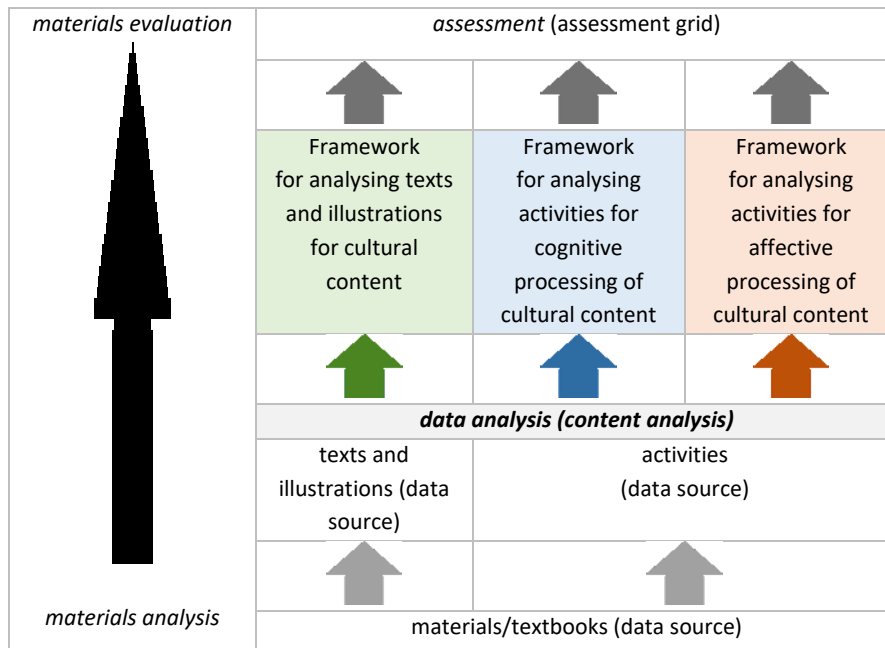 materials evaluation
assessment (assessment grid)
Framework
for analysing texts
and illustrations
for cultural
content
Framework
for analysing
activities for
cognitive
processing of
cultural content
Framework
for analysing
activities for
affective
processing of
cultural content
data analysis (content analysis)
texts and
illustrations (data
source)
activities
(data source)
materials analysis
materials/textbooks (data source)